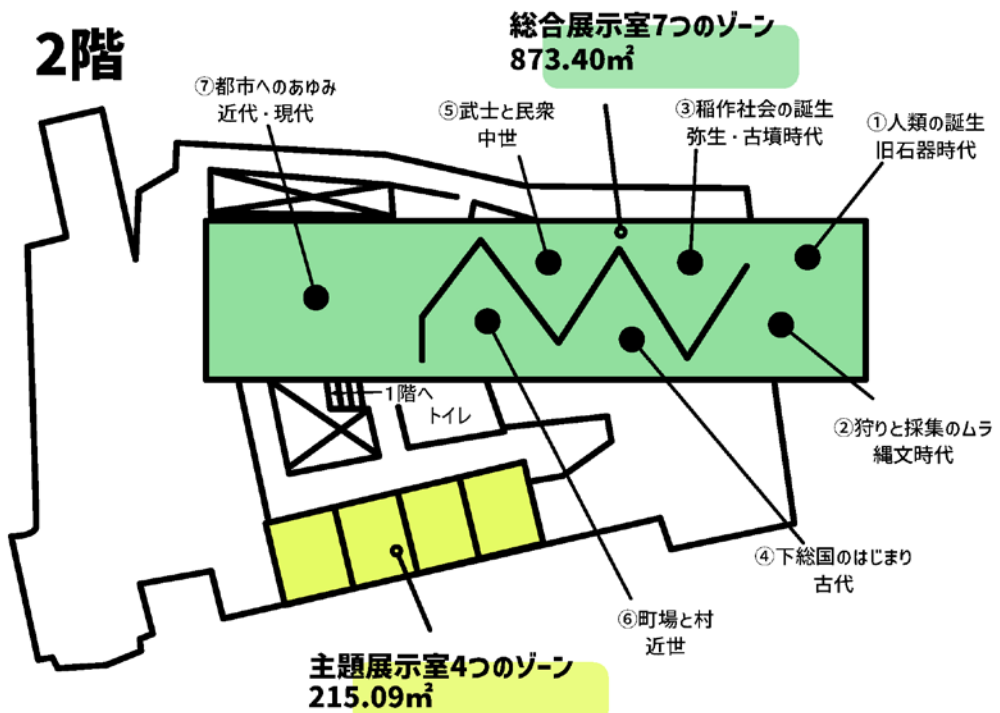 2階
総合展示室7つのゾーン
873.40㎡
⑦都市へのあゆみ
近代・現代
⑤武士と民衆
中世
③稲作社会の誕生
弥生・古墳時代
①人類の誕生
旧石器時代
1階へ
トイレ
②狩りと採集のムラ
縄文時代
④下総国のはじまり
古代
⑥町場と村
近世
主題展示室4つのゾーン
215.09㎡